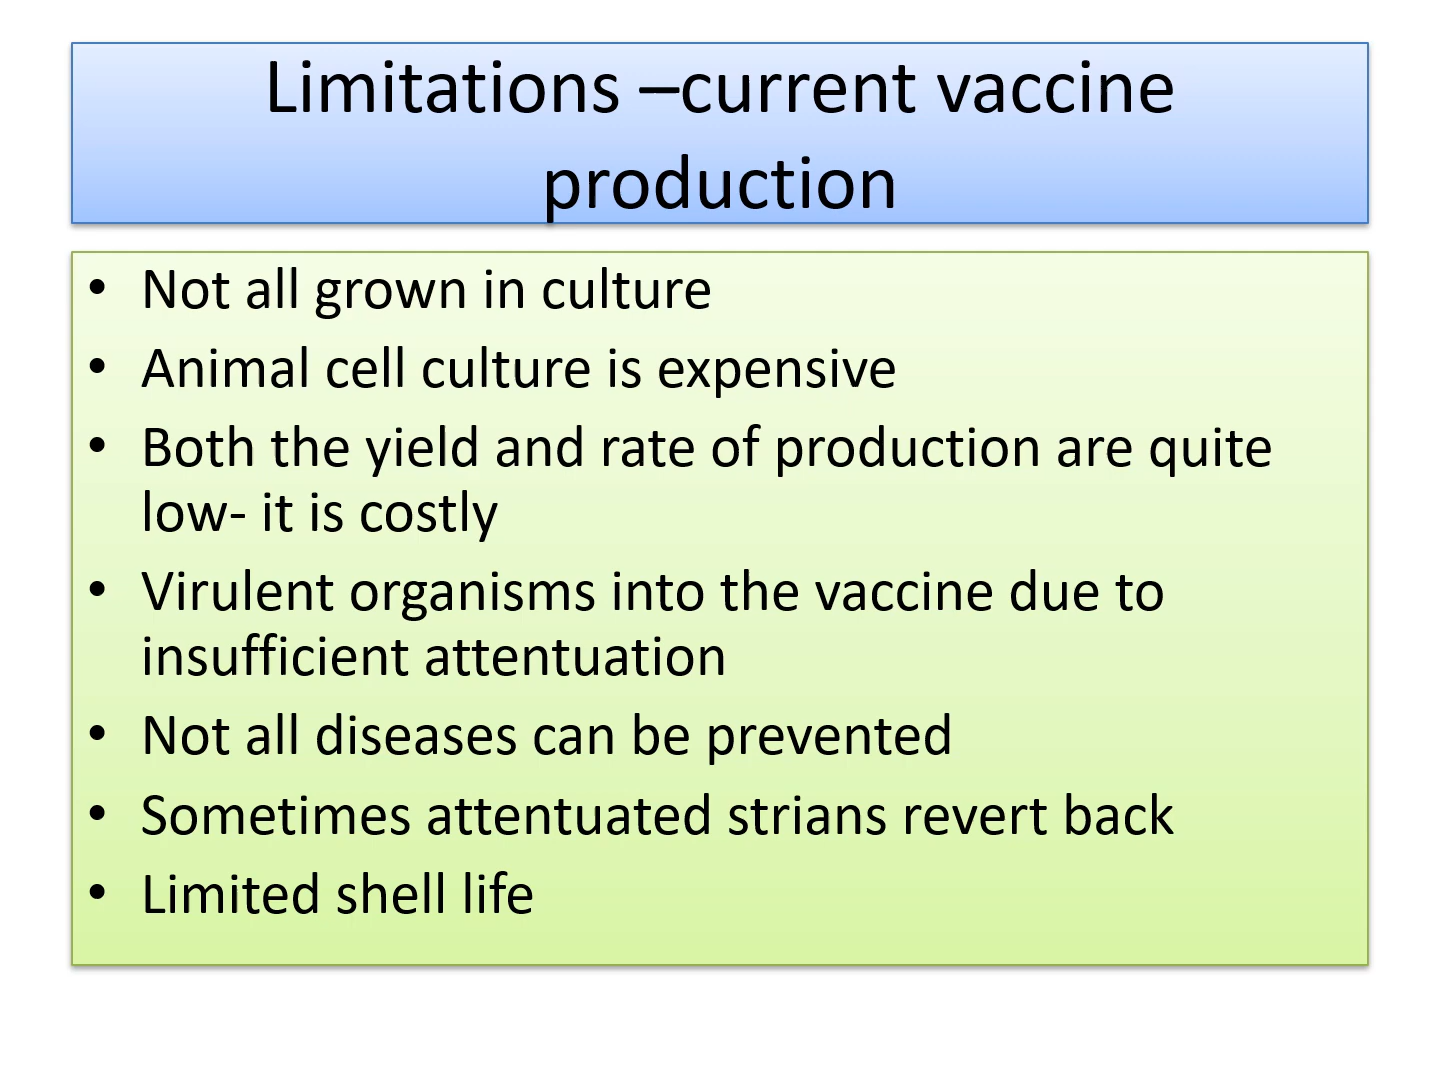 Limitations –current vaccine
production
• Not all grown in culture
• Animal cell culture is expensive
• Both the yield and rate of production are quite
low- it is costly
• Virulent organisms into the vaccine due to
insufficient attentuation
• Not all diseases can be prevented
• Sometimes attentuated strians revert back
• Limited shell life